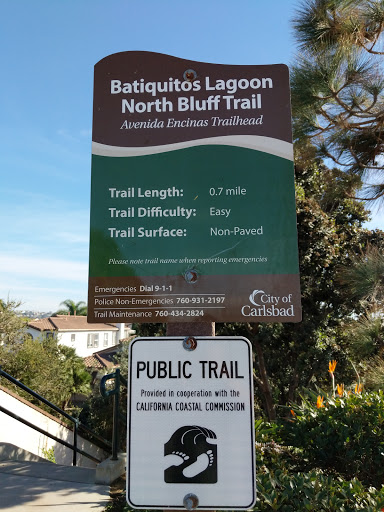 Batiquitos Lagoon
North Bluff Trail
Avenida Encinas Trailhead
Trail Length: 0.7 mile
Trail Difficulty: Easy
Trail Surface: Non-Paved
Please note trail name when reporting emergencies
Emergencies Dial 9-1-1
Police Non-Emergencies 760-931-2197
Trail Maintenance 760-434-2824
City of
Carlsbad
PUBLIC TRAIL
Provided in cooperation with the
CALIFORNIA COASTAL COMMISSION